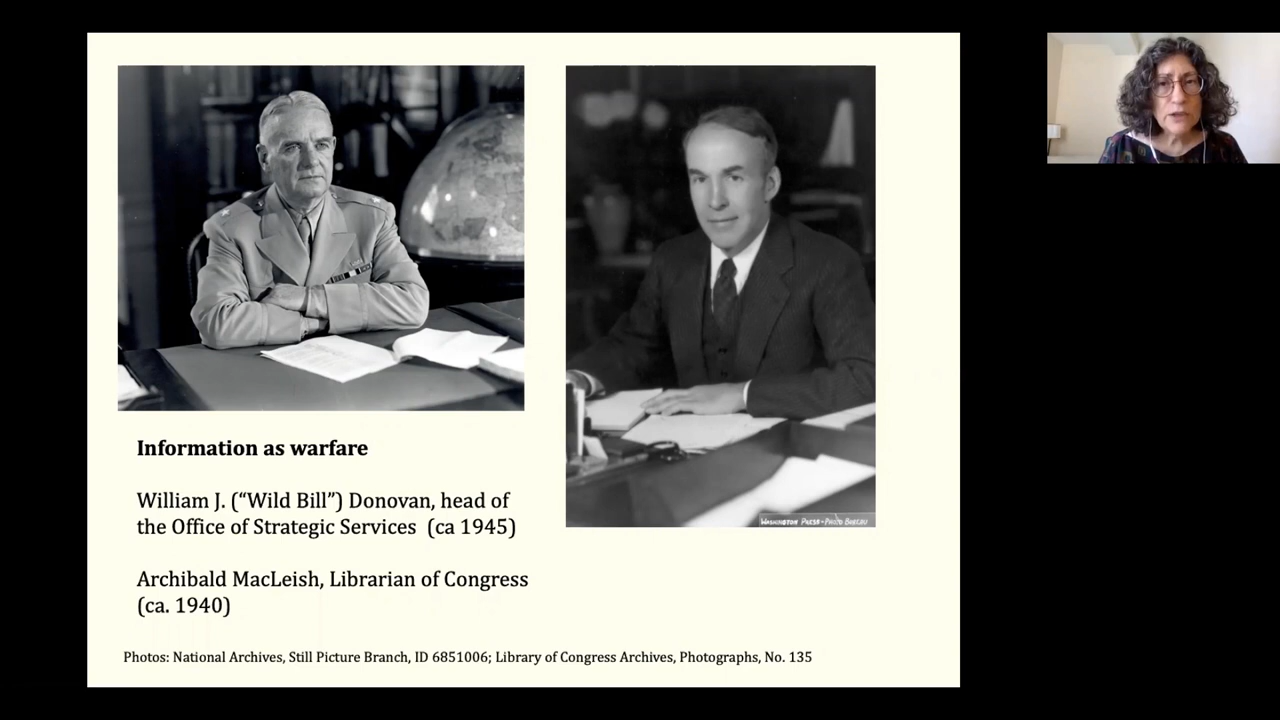 Information as warfare
William J. (“Wild Bill”) Donovan, head of
the Office of Strategic Services (ca 1945)
Archibald MacLeish, Librarian of Congress
(ca. 1940)
Washington Press-Photo Bureau
Photos: National Archives, Still Picture Branch, ID 6851006; Library of Congress Archives, Photographs, No. 135